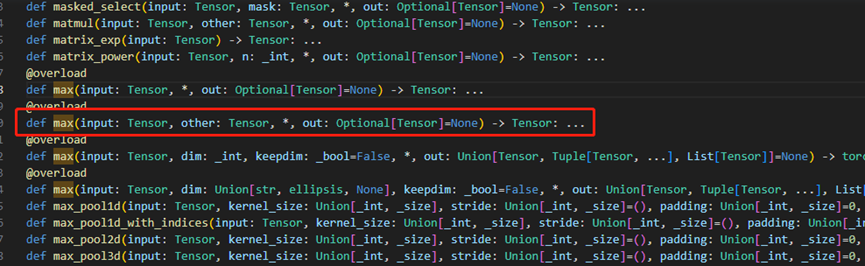 def masked_select(input: Tensor, mask: Tensor, *, out: Optional[Tensor]=None) -> Tensor: ...
def matmul(input: Tensor, other: Tensor, *, out: Optional[Tensor]=None) -> Tensor: ...
def matrix_exp(input: Tensor) -> Tensor: ...
def matrix_power(input: Tensor, n: _int, *, out: Optional[Tensor]=None) -> Tensor: ...
@overload
def max(input: Tensor, *, out: Optional[Tensor]=None) -> Tensor: ...
@overload
def max(input: Tensor, other: Tensor, *, out: Optional[Tensor]=None) -> Tensor: ...
@overload
def max(input: Tensor, dim: _int, keepdim: _bool=False, *, out: Union[Tensor, Tuple[Tensor, ...], List[Tensor]]=None) -> torc
@overload
def max(input: Tensor, dim: Union[str, ellipsis, None], keepdim: _bool=False, *, out: Union[Tensor, Tuple[Tensor, ...], List[
def max_pool1d(input: Tensor, kernel_size: Union[_int, _size], stride: Union[_int, _size]=(), padding: Union[_int, _size]=0,
def max_pool1d_with_indices(input: Tensor, kernel_size: Union[_int, _size], stride: Union[_int, _size]=(), padding: Union[_in
def max_pool2d(input: Tensor, kernel_size: Union[_int, _size], stride: Union[_int, _size]=(), padding: Union[_int, _size]=0,
def max_pool3d(input: Tensor, kernel_size: Union[_int, _size], stride: Union[_int, _size]=(), padding: Union[_int, _size]=0,